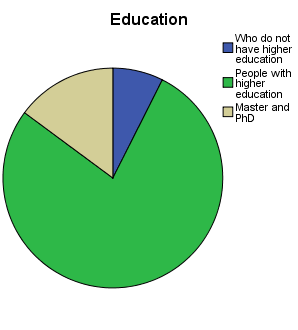 Education
Who do not
have higher
education
People with
higher
education
Master and
PhD